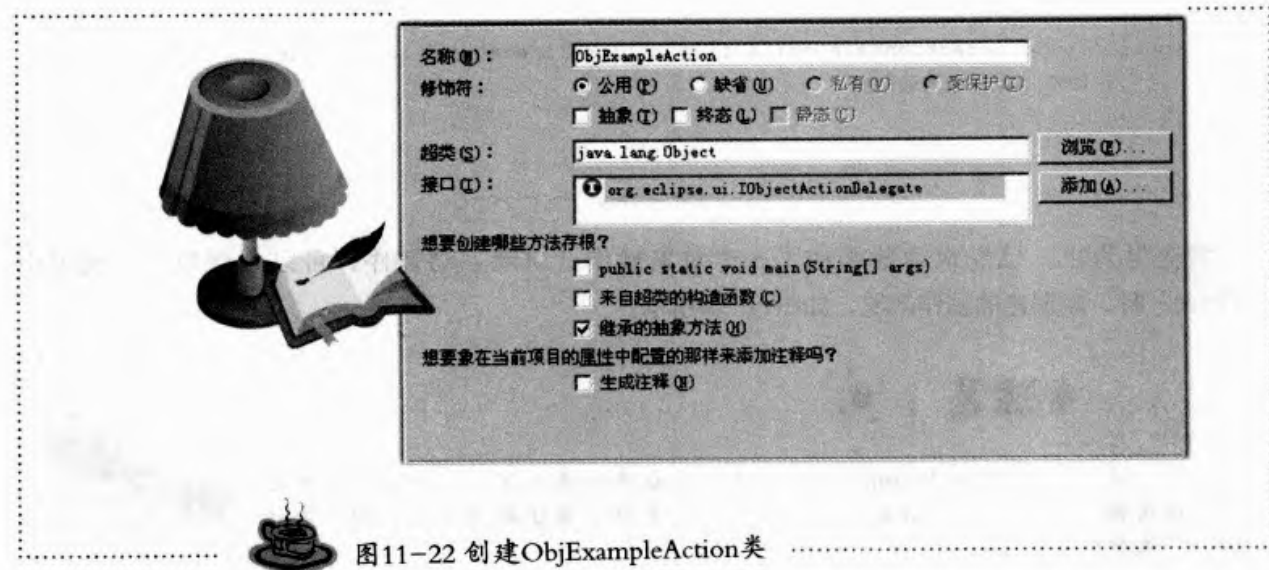 名称(M)： ObjExampleAction
修饰符： 公用(P) 缺省(U) 私有(V) 受保护(T)
抽象(T) 终态(L) 静态(C)
超类(S)： java.lang.Object 浏览(E)...
接口(I)： org.eclipse.ui.IObjectActionDelegate 添加(A)...
想要创建哪些方法存根？
public static void main(String[] args)
来自超类的构造函数(C)
继承的抽象方法(H)
想要象在当前项目的属性中配置的那样来添加注释吗？
生成注释(N)
图11-22 创建ObjExampleAction类